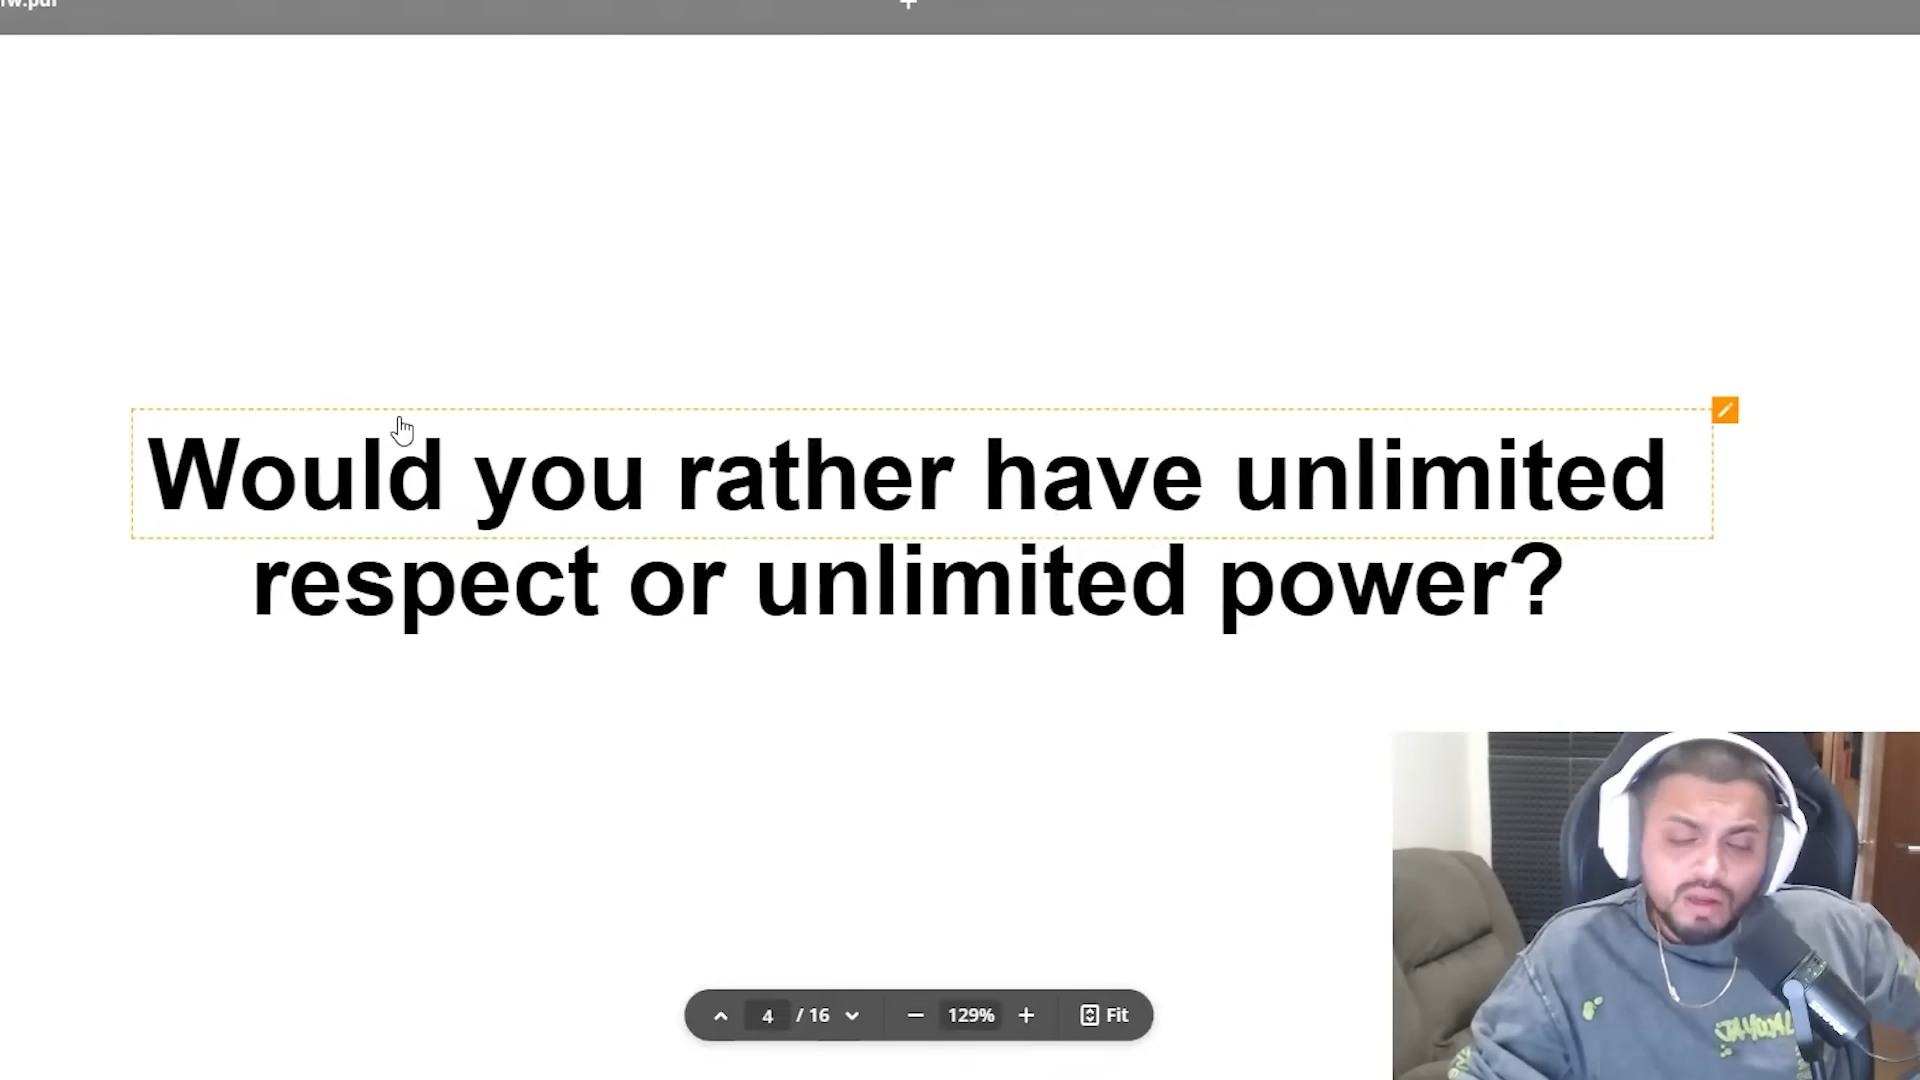 Would you rather have unlimited
respect or unlimited power?
4 / 16
129%
Fit